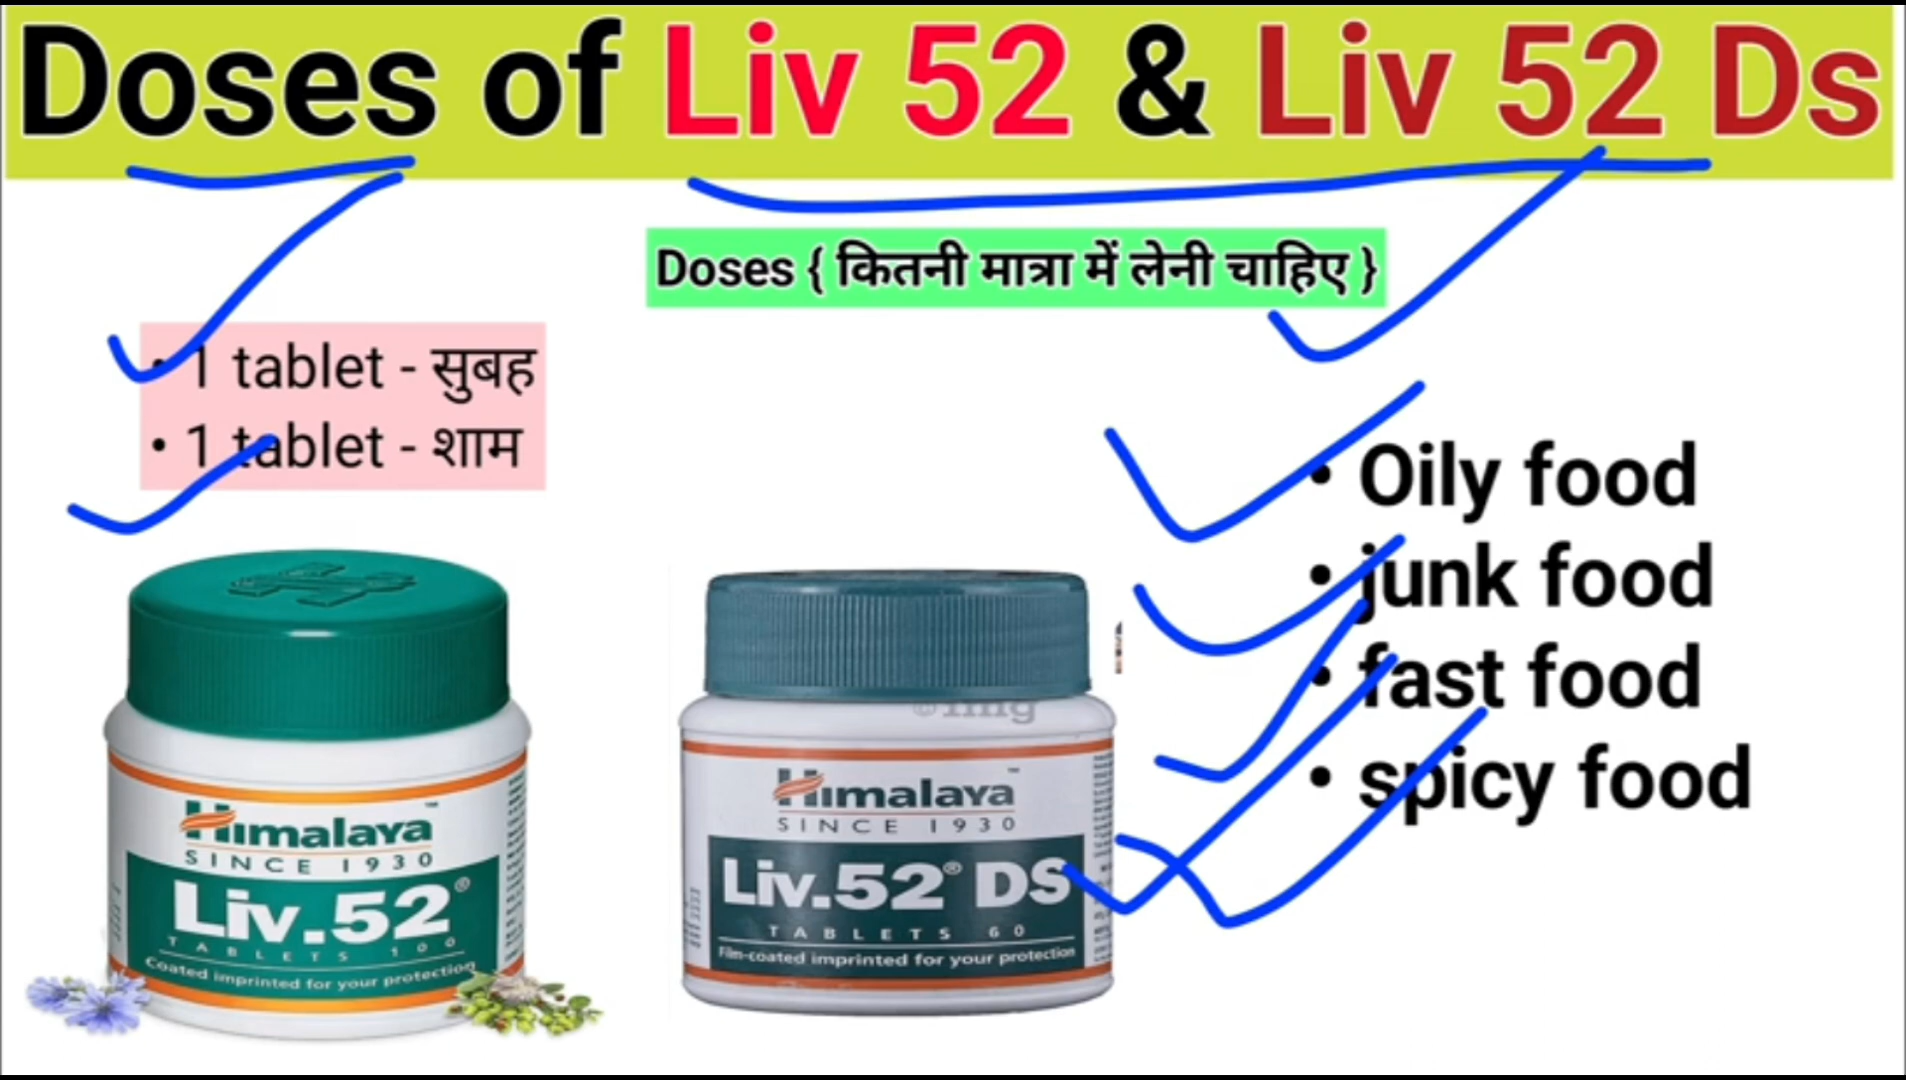 Doses of Liv 52 & Liv 52 Ds
Doses { कितनी मात्रा में लेनी चाहिए }
• 1 tablet - सुबह
• 1 tablet - शाम
• Oily food
• junk food
• fast food
• spicy food
Himalaya™
SINCE 1930
Liv.52®
TABLETS 100
Coated imprinted for your protection
Himalaya™
SINCE 1930
Liv.52® DS
TABLETS 60
Film-coated imprinted for your protection